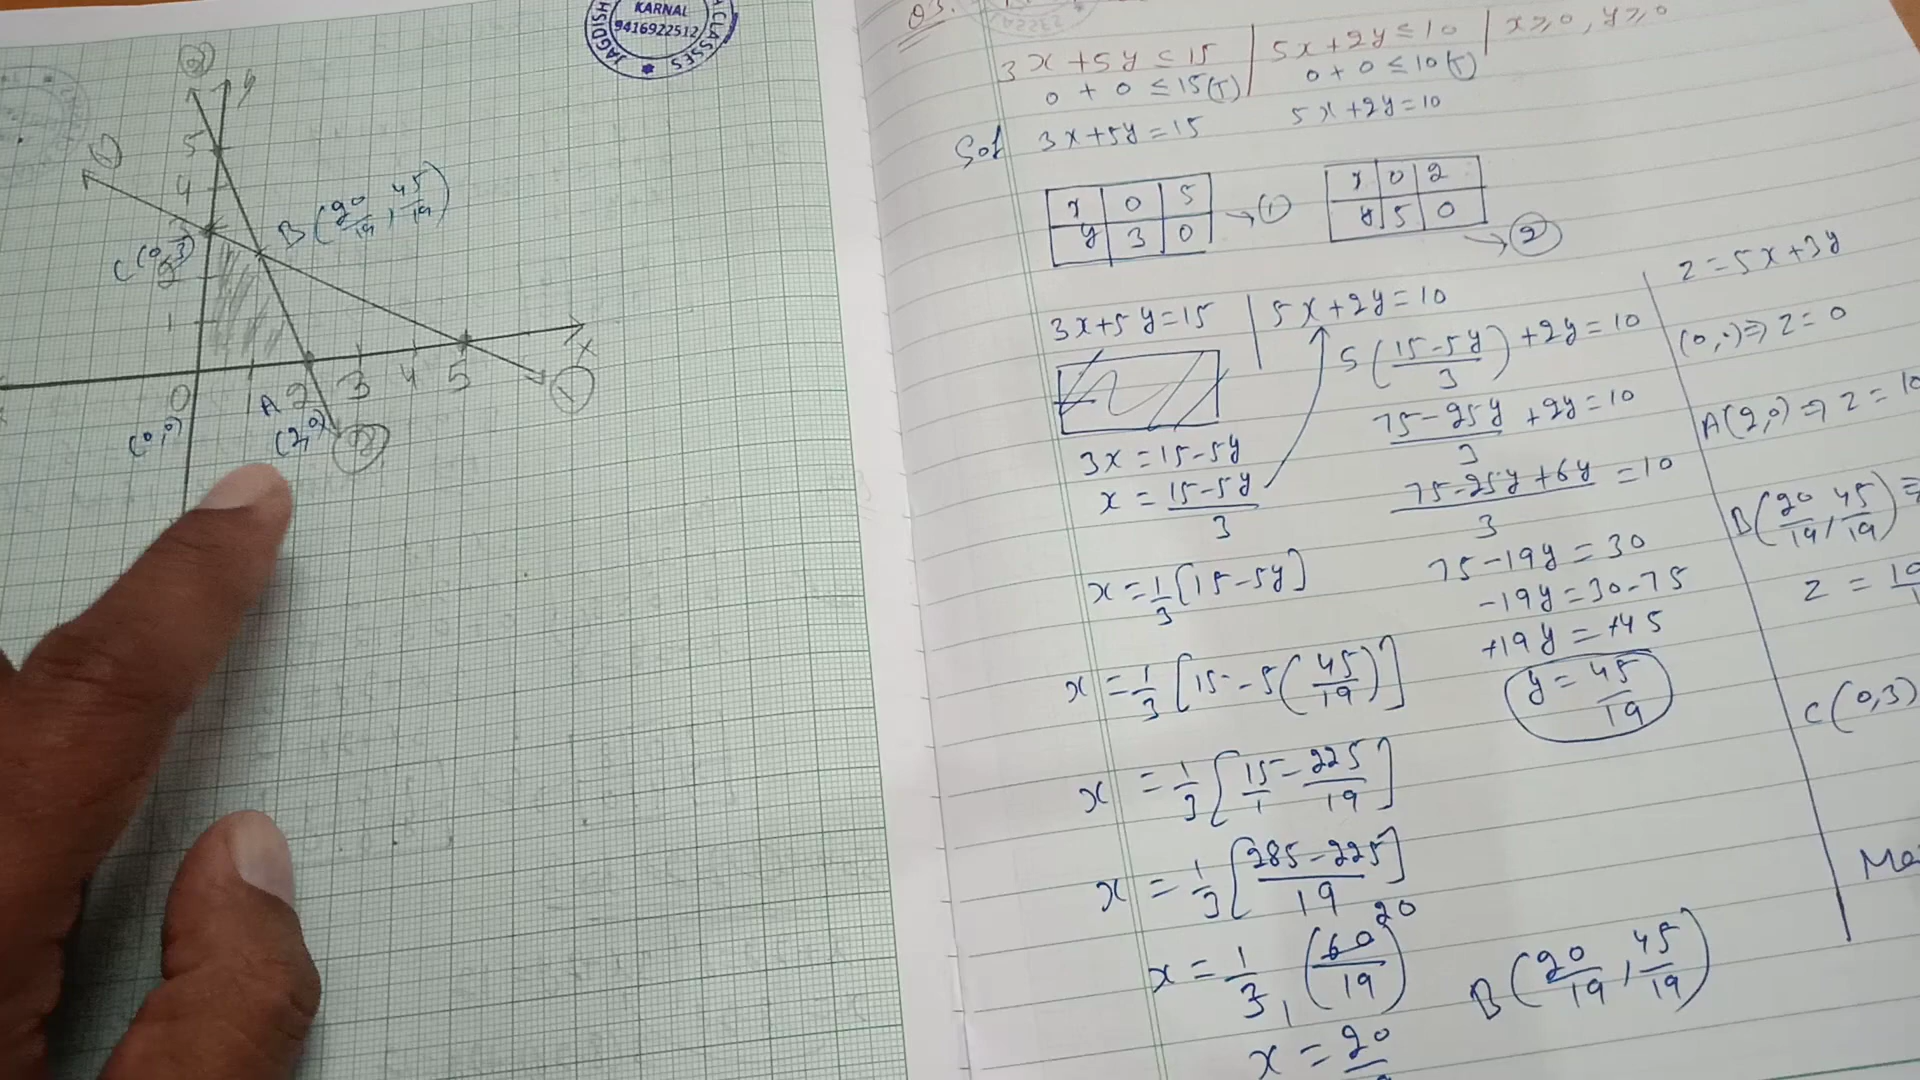 KARNAL
9416922512
JAGDISH
CLASSES
2
y
5
4
1
C(0,3)
B(20/19, 45/19)
2
1
0
(0,0)
A
(2,0)
2
3
4
5
x
1
2
Q3.
3x+5y ≤ 15 | 5x+2y ≤ 10 | x≥0, y≥0
0 + 0 ≤ 15(T) 0 + 0 ≤ 10(T)
Sol 3x+5y=15 5x+2y=10
x 0 5
y 3 0 → 1
x 0 2
y 5 0
→ 2
3x+5y=15 | 5x+2y=10
5(15-5y/3) +2y=10
3x=15-5y
75-25y/3 +2y=10
x = 15-5y/3
75-25y+6y/3 =10
x=1/3[15-5y]
75-19y=30
-19y=30-75
+19y=+45
y=45/19
x=1/3[15-5(45/19)]
x=1/3[15/1-225/19]
x=1/3[285-225/19]
x=1/3(60/19) 20
x=20
B(20/19, 45/19)
Z=5x+3y
(0,0)⇒Z=0
A(2,0)⇒Z=10
B(20/19, 45/19)⇒
Z=
C(0,3)